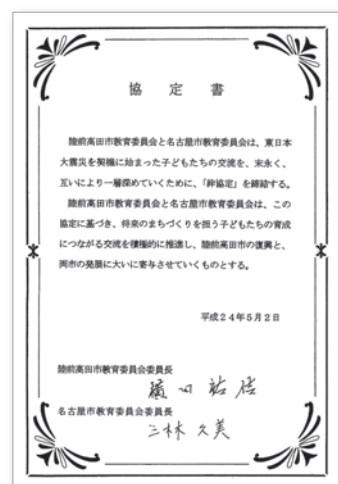 協定書
陸前高田市教育委員会と名古屋市教育委員会は、東日本
大震災を契機に始まった子どもたちの交流を、末永く、
互いにより一層深めていくために、「絆協定」を締結する。
陸前高田市教育委員会と名古屋市教育委員会は、この
協定に基づき、将来のまちづくりを担う子どもたちの育成
につながる交流を積極的に推進し、陸前高田市の復興と、
両市の発展に大いに寄与させていくものとする。
平成24年5月2日
陸前高田市教育委員会委員長
横田祐信
名古屋市教育委員会委員長
三林久美